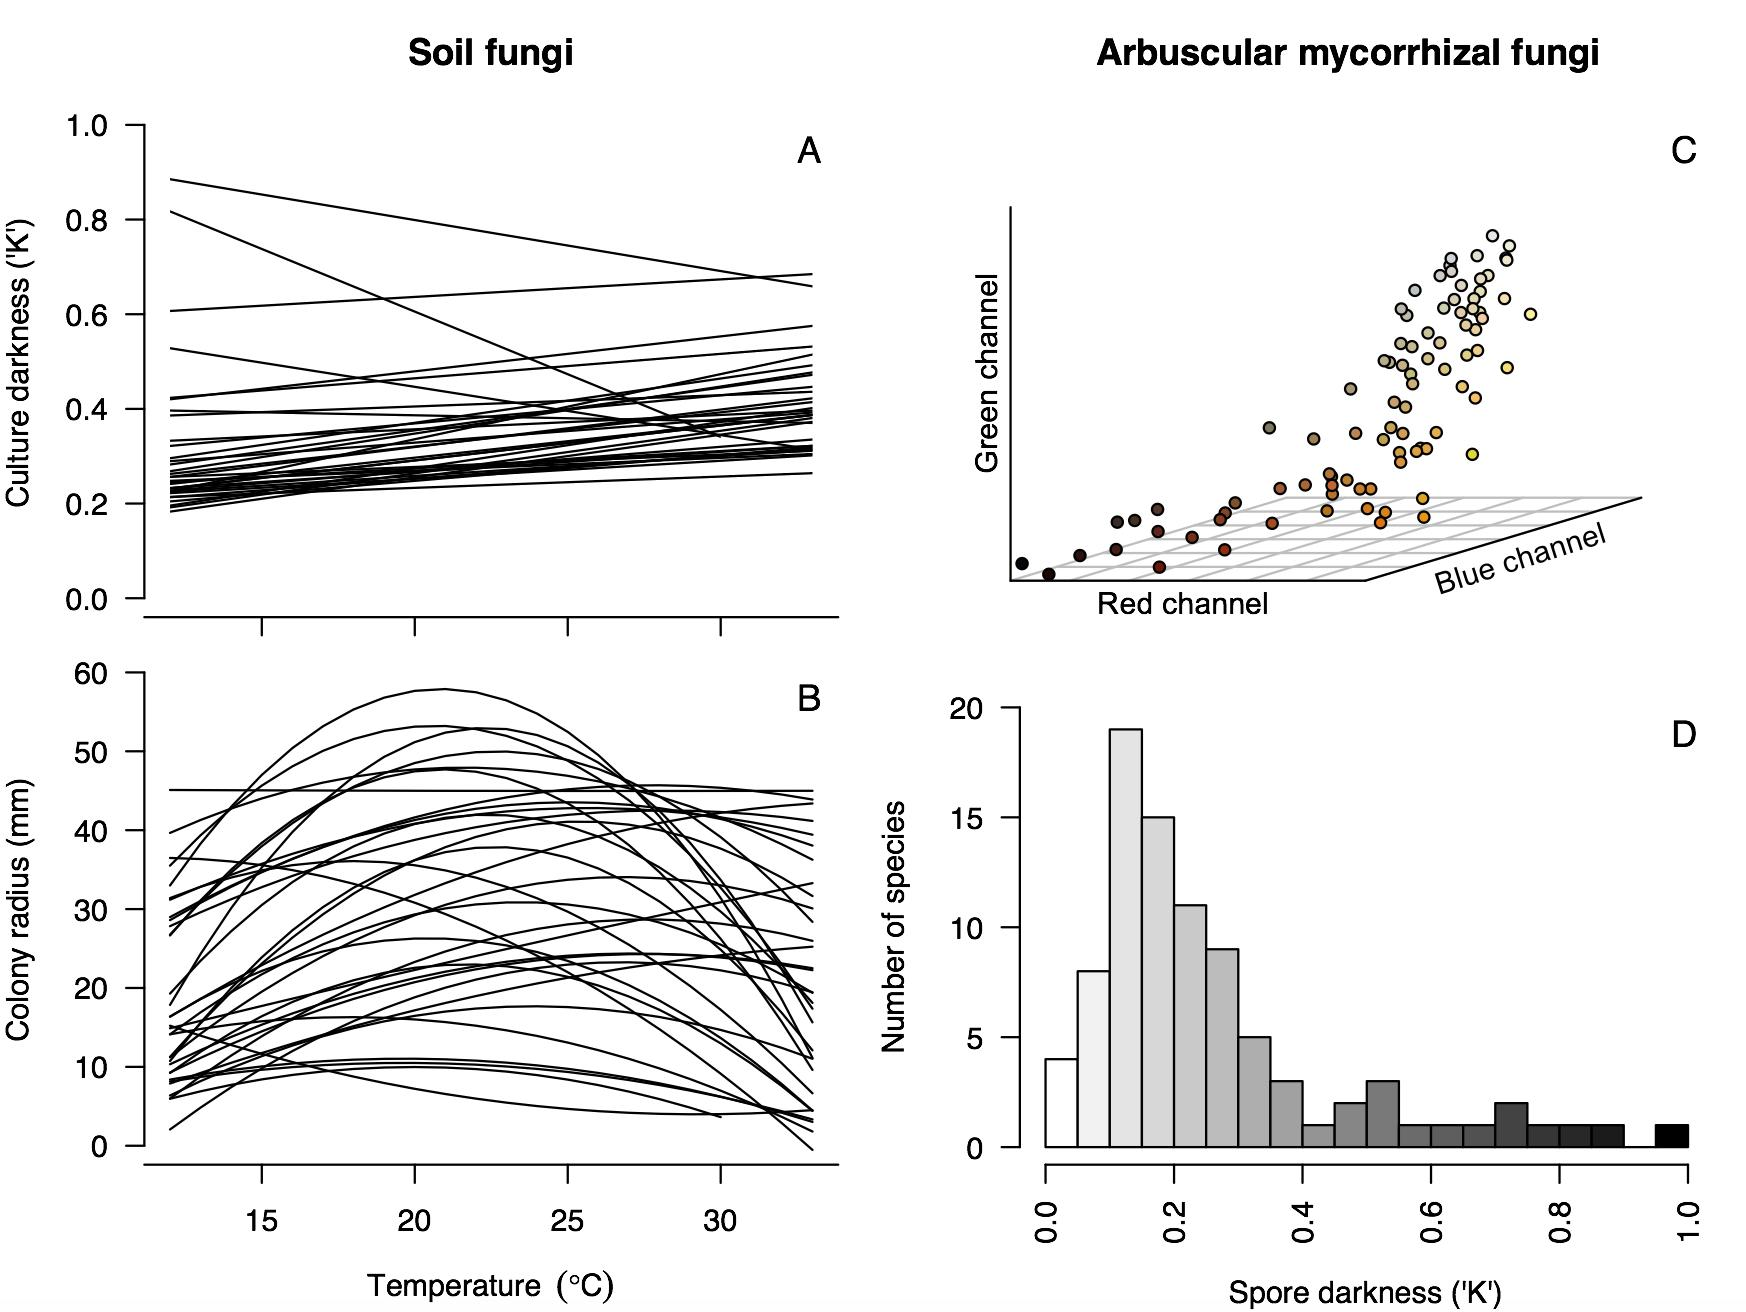 Soil fungi
Arbuscular mycorrhizal fungi
A
Culture darkness ('K')
1.0
0.8
0.6
0.4
0.2
0.0
B
Colony radius (mm)
60
50
40
30
20
10
0
15 20 25 30
Temperature (°C)
C
Green channel
Blue channel
Red channel
D
Number of species
20
15
10
5
0
0.0 0.2 0.4 0.6 0.8 1.0
Spore darkness ('K')